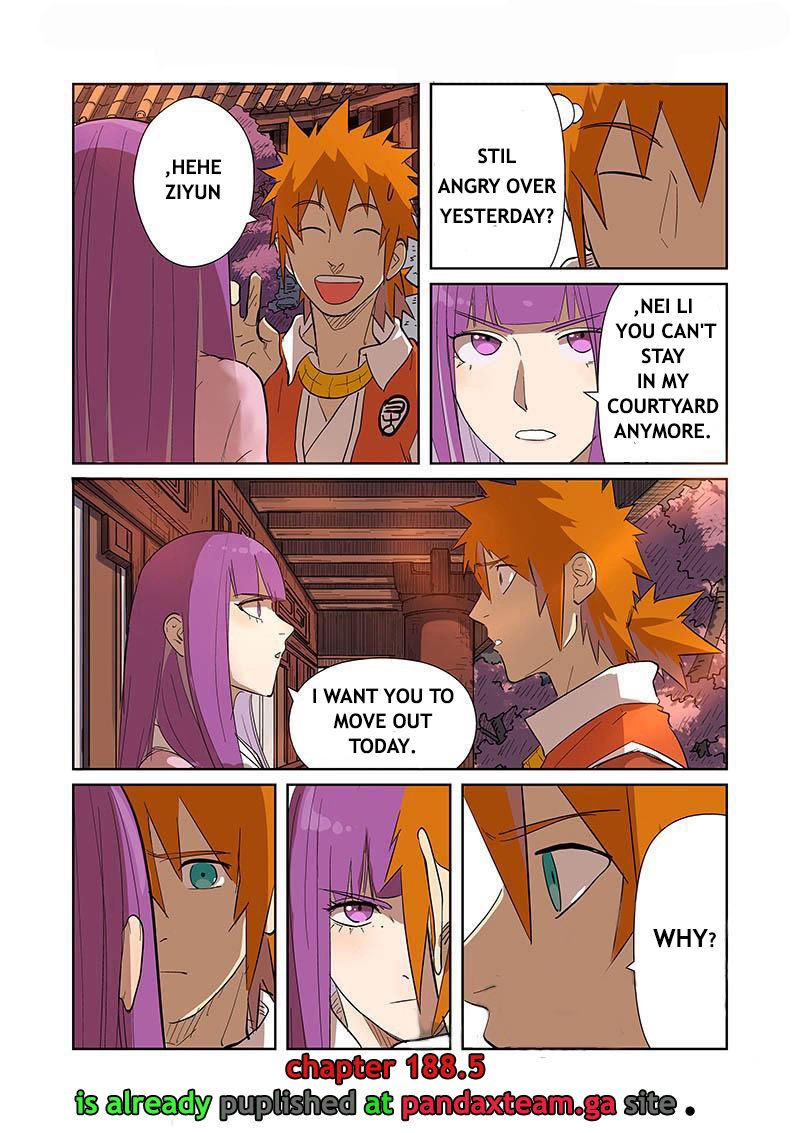 ,HEHE
ZIYUN
STIL
ANGRY OVER
YESTERDAY?
,NEI LI
YOU CAN'T
STAY
IN MY
COURTYARD
ANYMORE.
I WANT YOU TO
MOVE OUT
TODAY.
WHY?
chapter 188.5
is already puplished at pandaxteam.ga site .